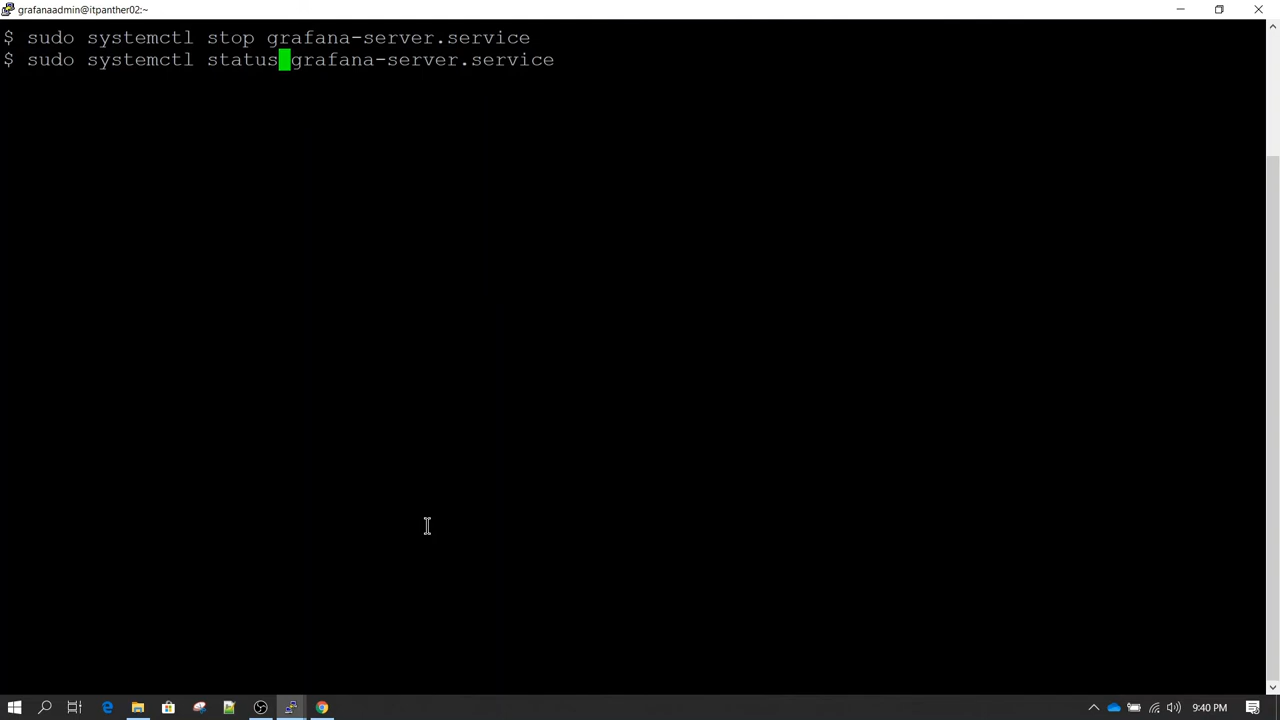 grafanaadmin@itpanther02:~
$ sudo systemctl stop grafana-server.service
$ sudo systemctl status grafana-server.service
9:40 PM